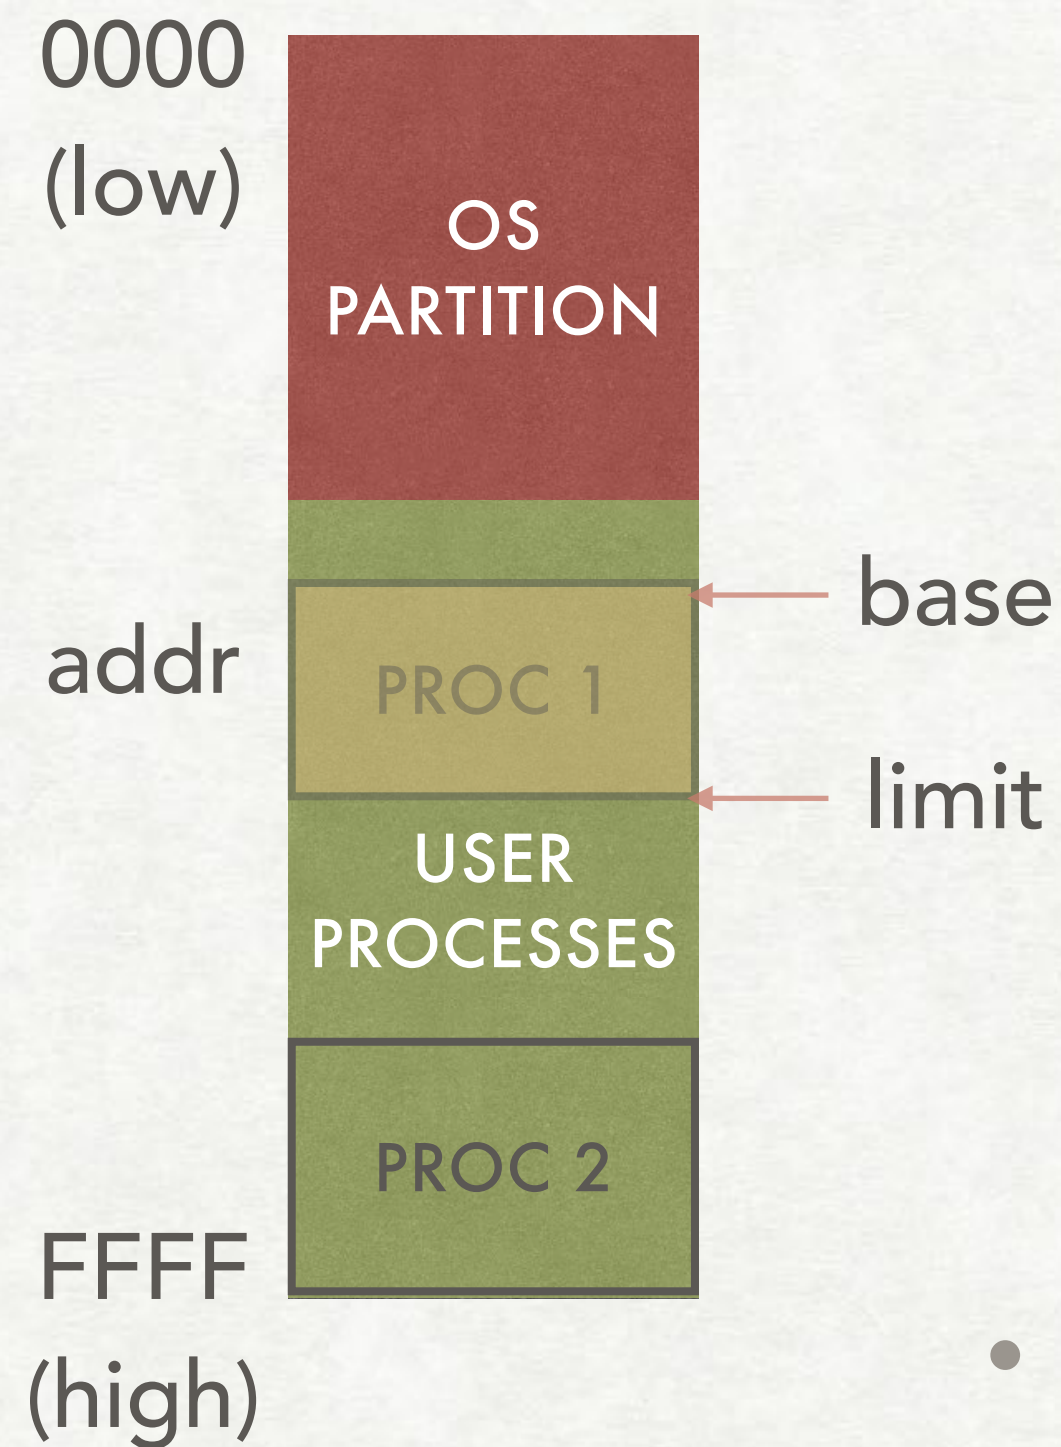 0000
(low)
OS
PARTITION
base
addr
PROC 1
limit
USER
PROCESSES
PROC 2
FFFF
(high)